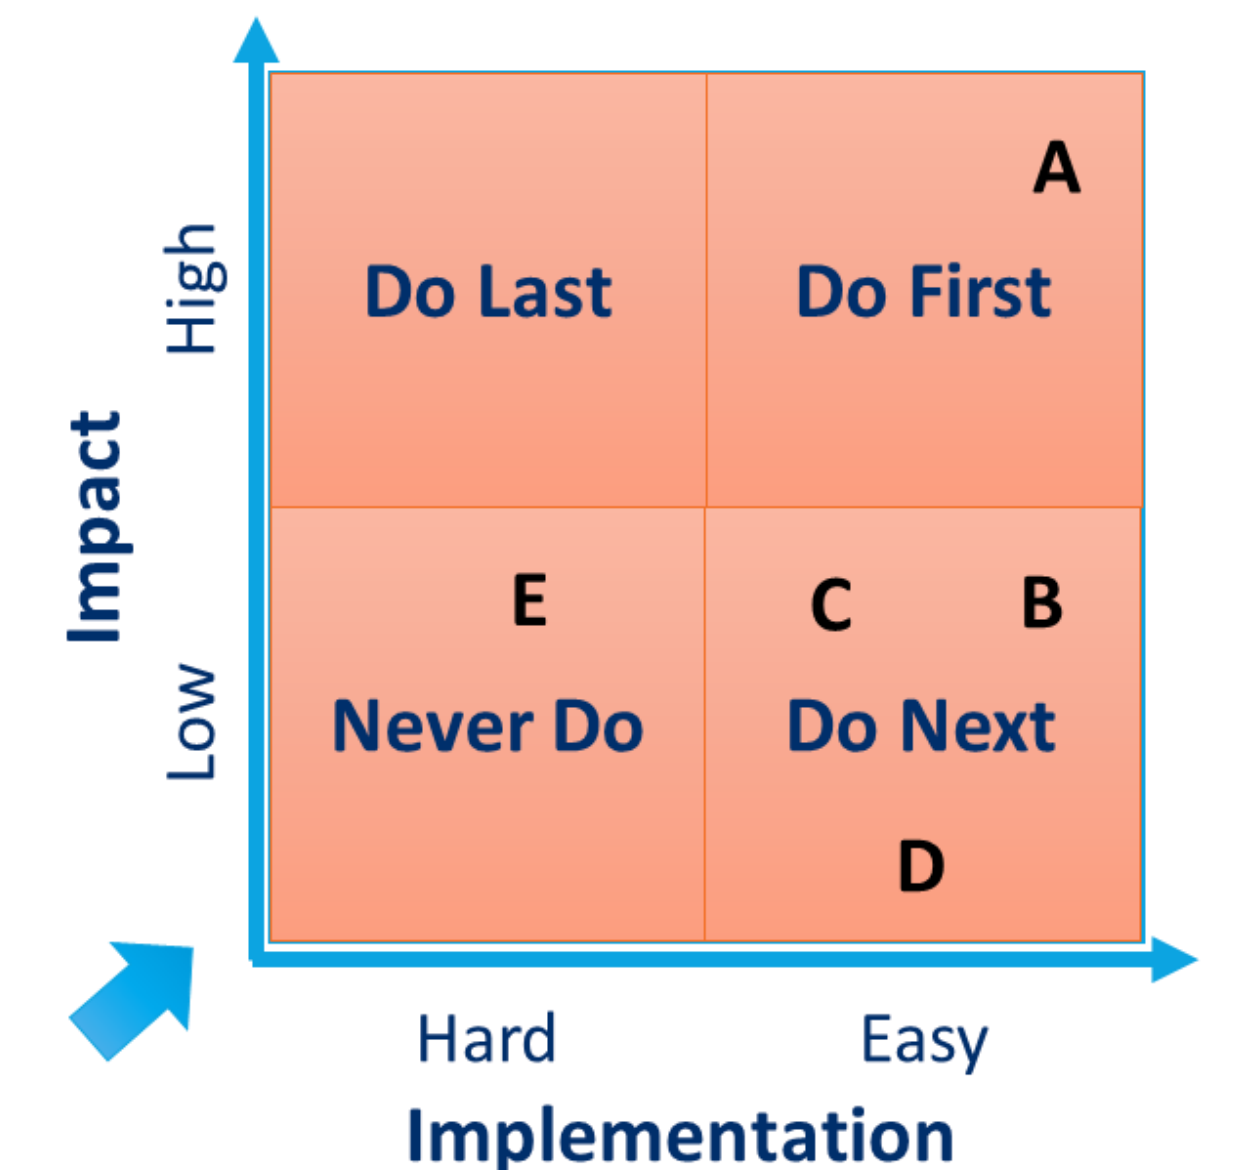 A
Do Last
Do First
High
Impact
Low
E
C
B
Never Do
Do Next
D
Hard
Easy
Implementation